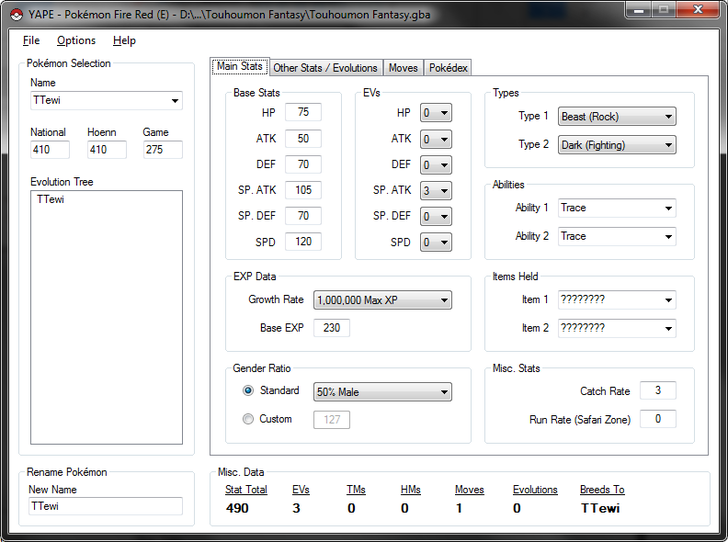 YAPE - Pokémon Fire Red (E) - D:\...\Touhoumon Fantasy\Touhoumon Fantasy.gba
File Options Help
Pokémon Selection
Name
TTewi
National Hoenn Game
410 410 275
Evolution Tree
TTewi
Rename Pokémon
New Name
TTewi
Main Stats Other Stats / Evolutions Moves Pokédex
Base Stats
HP 75
ATK 50
DEF 70
SP. ATK 105
SP. DEF 70
SPD 120
EVs
HP 0
ATK 0
DEF 0
SP. ATK 3
SP. DEF 0
SPD 0
Types
Type 1 Beast (Rock)
Type 2 Dark (Fighting)
Abilities
Ability 1 Trace
Ability 2 Trace
EXP Data
Growth Rate 1,000,000 Max XP
Base EXP 230
Items Held
Item 1 ????????
Item 2 ????????
Gender Ratio
Standard 50% Male
Custom 127
Misc. Stats
Catch Rate 3
Run Rate (Safari Zone) 0
Misc. Data
Stat Total EVs TMs HMs Moves Evolutions Breeds To
490 3 0 0 1 0 TTewi